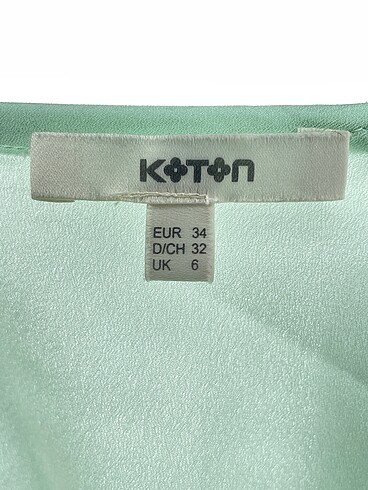 KOTON
EUR 34
D/CH 32
UK 6